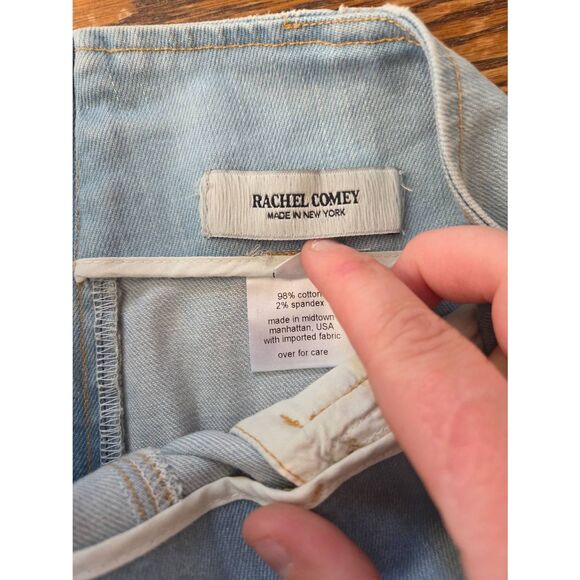 RACHEL COMEY
MADE IN NEW YORK
98% cotton
2% spandex
made in midtown
manhattan, USA
with imported fabric
over for care